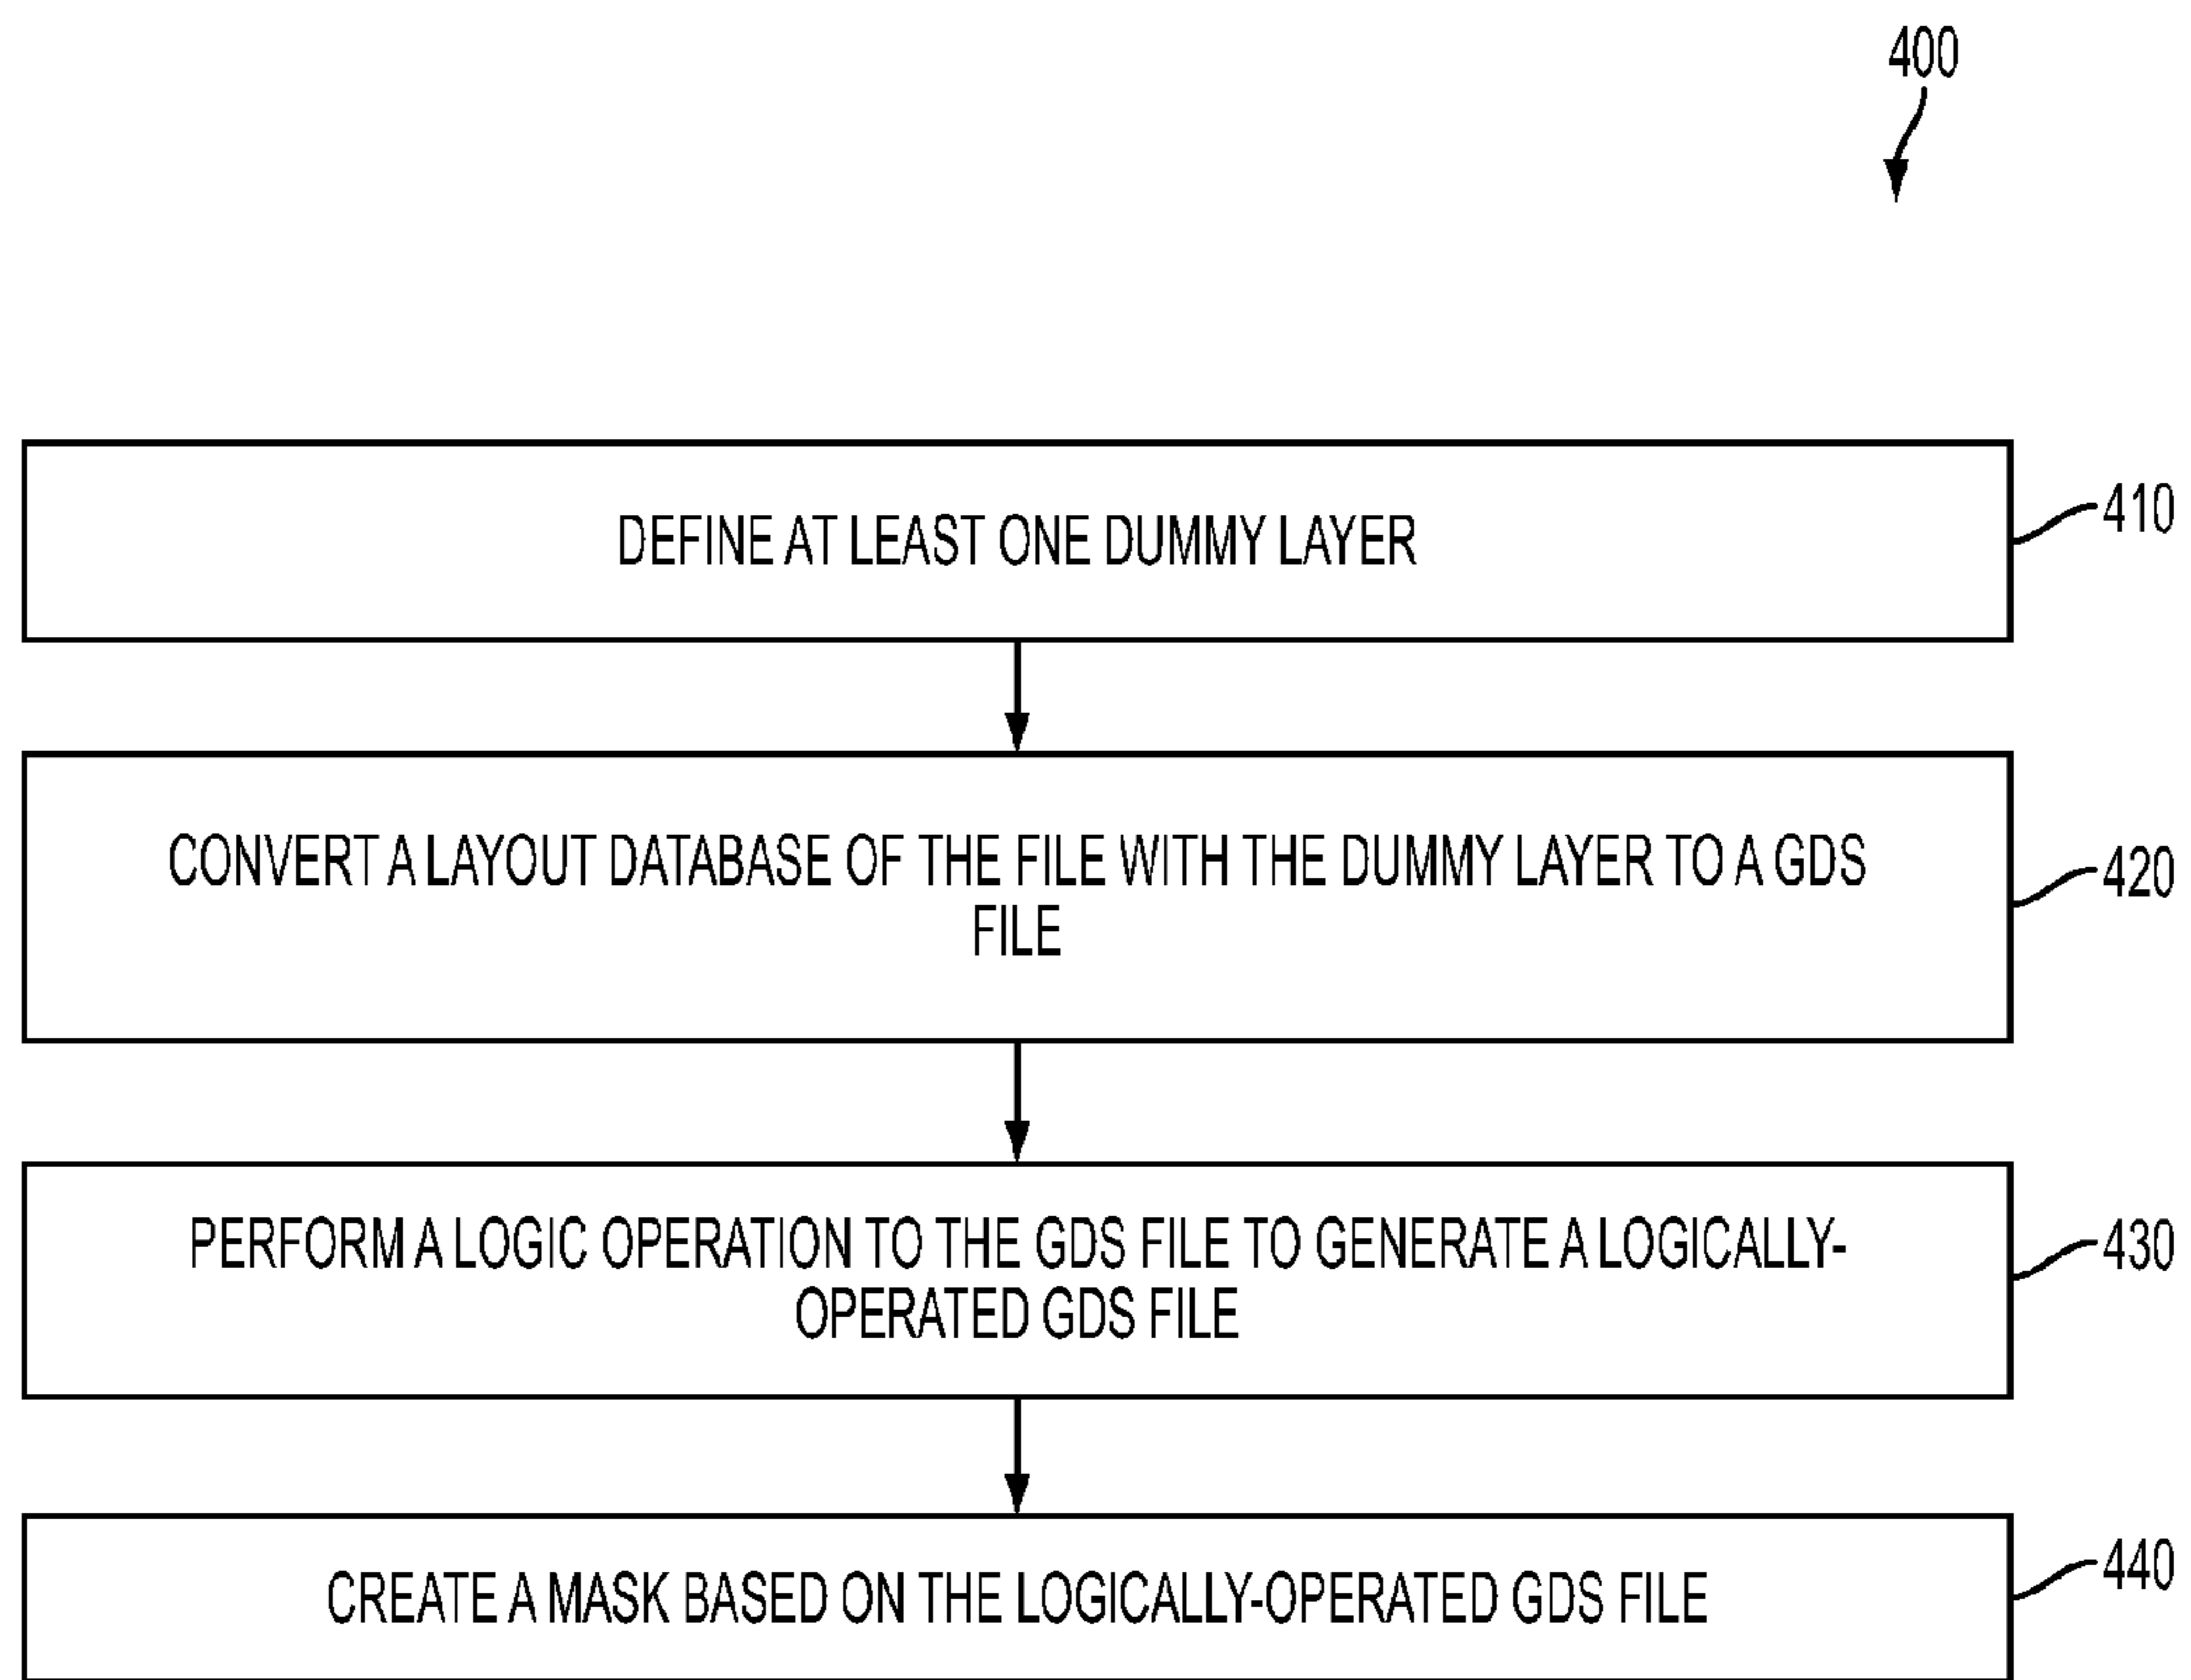 400
DEFINE AT LEAST ONE DUMMY LAYER
410
CONVERT A LAYOUT DATABASE OF THE FILE WITH THE DUMMY LAYER TO A GDS
FILE
420
PERFORM A LOGIC OPERATION TO THE GDS FILE TO GENERATE A LOGICALLY-
OPERATED GDS FILE
430
CREATE A MASK BASED ON THE LOGICALLY-OPERATED GDS FILE
440